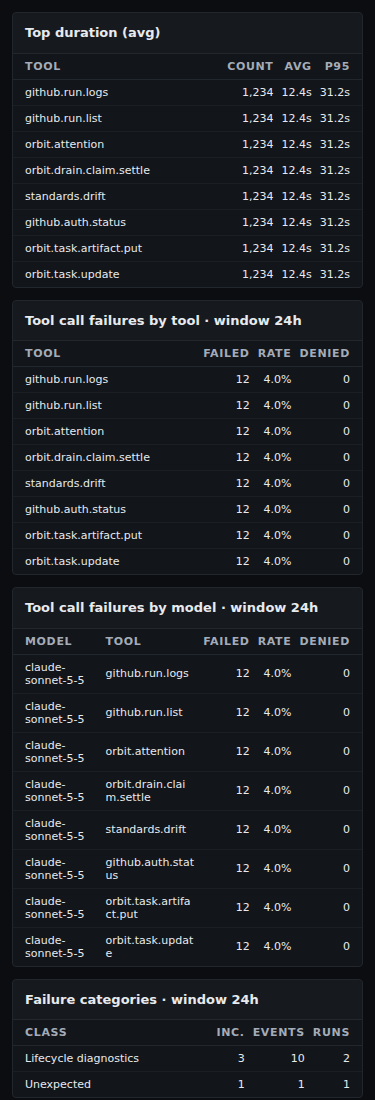 Top duration (avg)
TOOL COUNT AVG P95
github.run.logs 1,234 12.4s 31.2s
github.run.list 1,234 12.4s 31.2s
orbit.attention 1,234 12.4s 31.2s
orbit.drain.claim.settle 1,234 12.4s 31.2s
standards.drift 1,234 12.4s 31.2s
github.auth.status 1,234 12.4s 31.2s
orbit.task.artifact.put 1,234 12.4s 31.2s
orbit.task.update 1,234 12.4s 31.2s
Tool call failures by tool · window 24h
TOOL FAILED RATE DENIED
github.run.logs 12 4.0% 0
github.run.list 12 4.0% 0
orbit.attention 12 4.0% 0
orbit.drain.claim.settle 12 4.0% 0
standards.drift 12 4.0% 0
github.auth.status 12 4.0% 0
orbit.task.artifact.put 12 4.0% 0
orbit.task.update 12 4.0% 0
Tool call failures by model · window 24h
MODEL TOOL FAILED RATE DENIED
claude-
sonnet-5-5 github.run.logs 12 4.0% 0
claude-
sonnet-5-5 github.run.list 12 4.0% 0
claude-
sonnet-5-5 orbit.attention 12 4.0% 0
claude- orbit.drain.clai
sonnet-5-5 m.settle 12 4.0% 0
claude-
sonnet-5-5 standards.drift 12 4.0% 0
claude- github.auth.stat
sonnet-5-5 us 12 4.0% 0
claude- orbit.task.artifa
sonnet-5-5 ct.put 12 4.0% 0
claude- orbit.task.updat
sonnet-5-5 e 12 4.0% 0
Failure categories · window 24h
CLASS INC. EVENTS RUNS
Lifecycle diagnostics 3 10 2
Unexpected 1 1 1